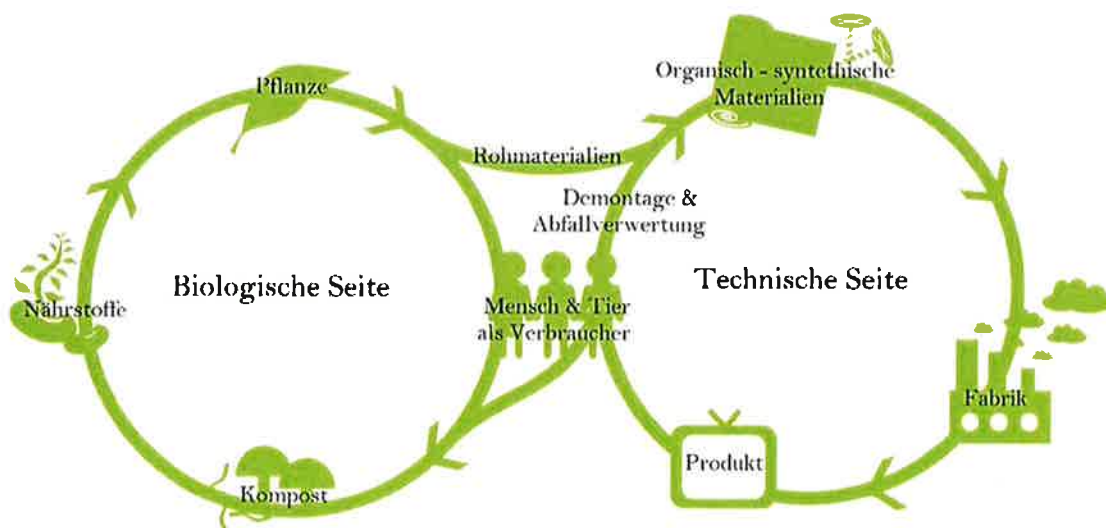 Pflanze
Organisch - syntethische
Materialien
Rohmaterialien
Demontage &
Abfallverwertung
Biologische Seite
Technische Seite
Nährstoffe
Mensch & Tier
als Verbraucher
Fabrik
Produkt
Kompost